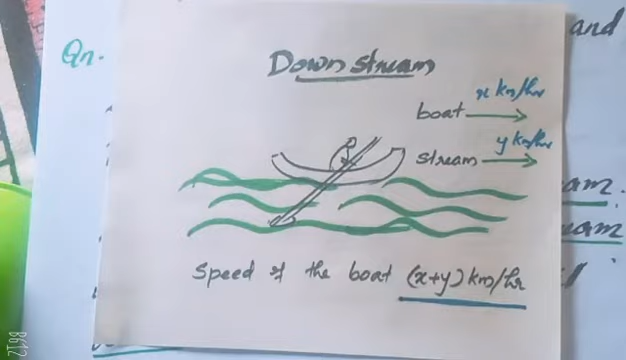 and
Qn.
Down stream
x km/hr
boat
y km/hr
stream
am.
eam
Speed of the boat (x+y) km/hr